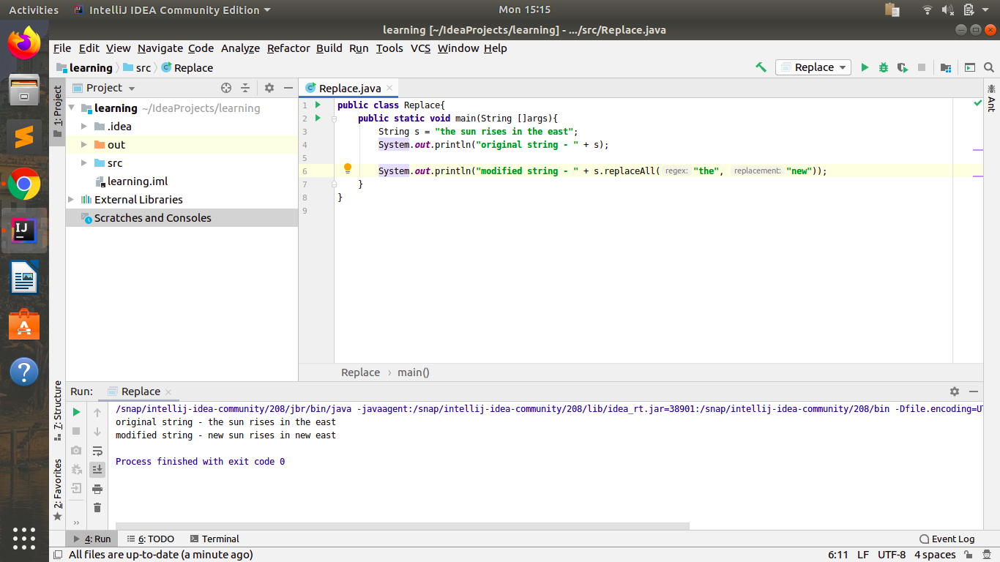 Activities IntelliJ IDEA Community Edition Mon 15:15
learning [~/IdeaProjects/learning] - .../src/Replace.java
File Edit View Navigate Code Analyze Refactor Build Run Tools VCS Window Help
learning src Replace Replace
1: Project
Project
learning ~/IdeaProjects/learning
.idea
out
src
learning.iml
External Libraries
Scratches and Consoles
Replace.java
Ant
1 public class Replace{
2 public static void main(String []args){
3 String s = "the sun rises in the east";
4 System.out.println("original string - " + s);
5
6 System.out.println("modified string - " + s.replaceAll( regex: "the", replacement: "new"));
7 }
8 }
9
Replace › main()
7: Structure
2: Favorites
Run: Replace
/snap/intellij-idea-community/208/jbr/bin/java -javaagent:/snap/intellij-idea-community/208/lib/idea_rt.jar=38901:/snap/intellij-idea-community/208/bin -Dfile.encoding=U
original string - the sun rises in the east
modified string - new sun rises in new east
Process finished with exit code 0
4: Run 6: TODO Terminal Event Log
All files are up-to-date (a minute ago) 6:11 LF UTF-8 4 spaces